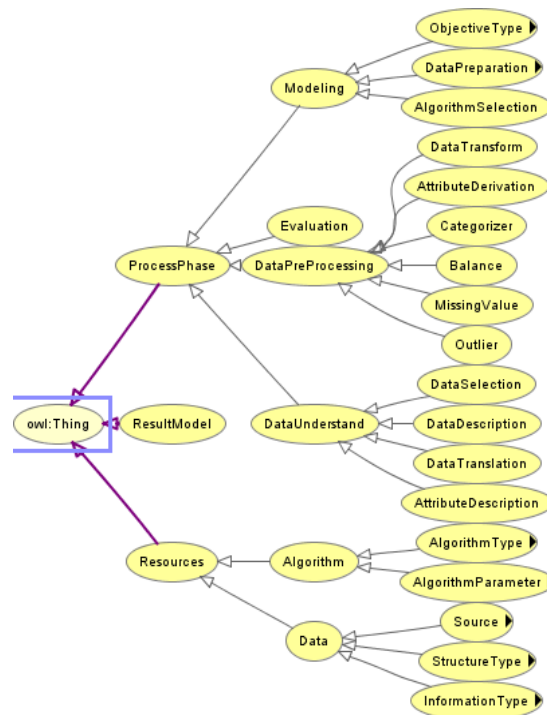 ObjectiveType
DataPreparation
Modeling
AlgorithmSelection
DataTransform
AttributeDerivation
Evaluation
Categorizer
ProcessPhase
DataPreProcessing
Balance
MissingValue
Outlier
DataSelection
owl:Thing
ResultModel
DataUnderstand
DataDescription
DataTranslation
AttributeDescription
AlgorithmType
Resources
Algorithm
AlgorithmParameter
Source
Data
StructureType
InformationType